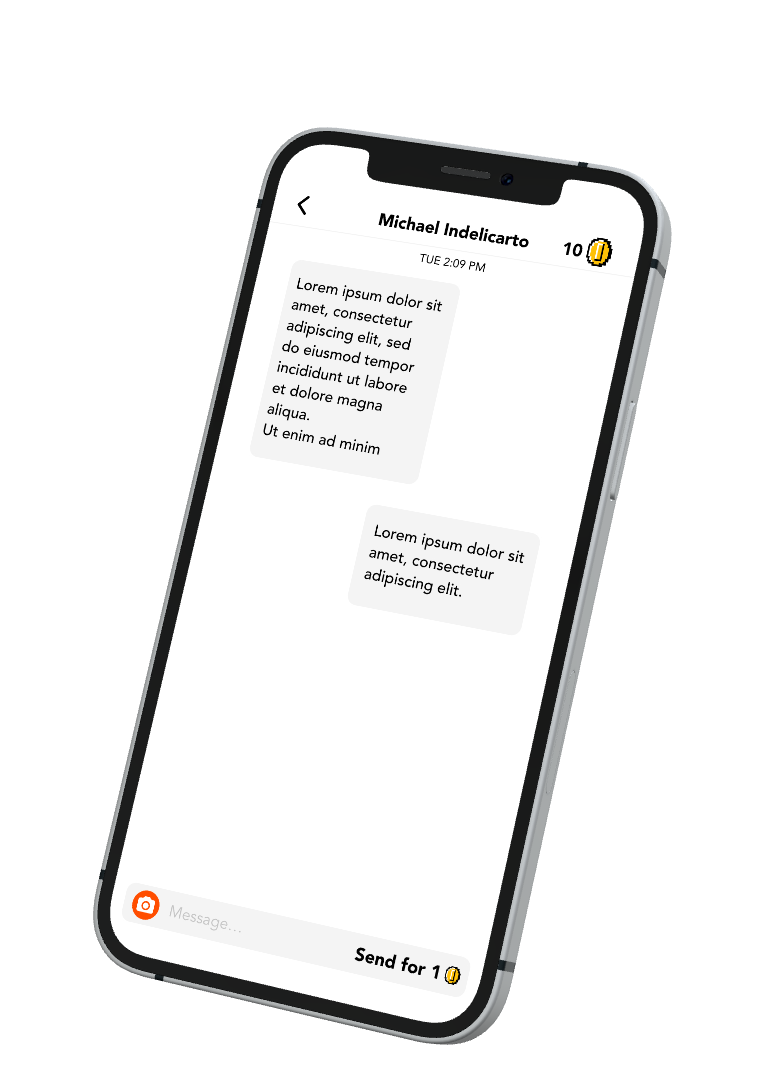 Michael Indelicarto
10
TUE 2:09 PM
Lorem ipsum dolor sit
amet, consectetur
adipiscing elit, sed
do eiusmod tempor
incididunt ut labore
et dolore magna
aliqua.
Ut enim ad minim
Lorem ipsum dolor sit
amet, consectetur
adipiscing elit.
Message...
Send for 1